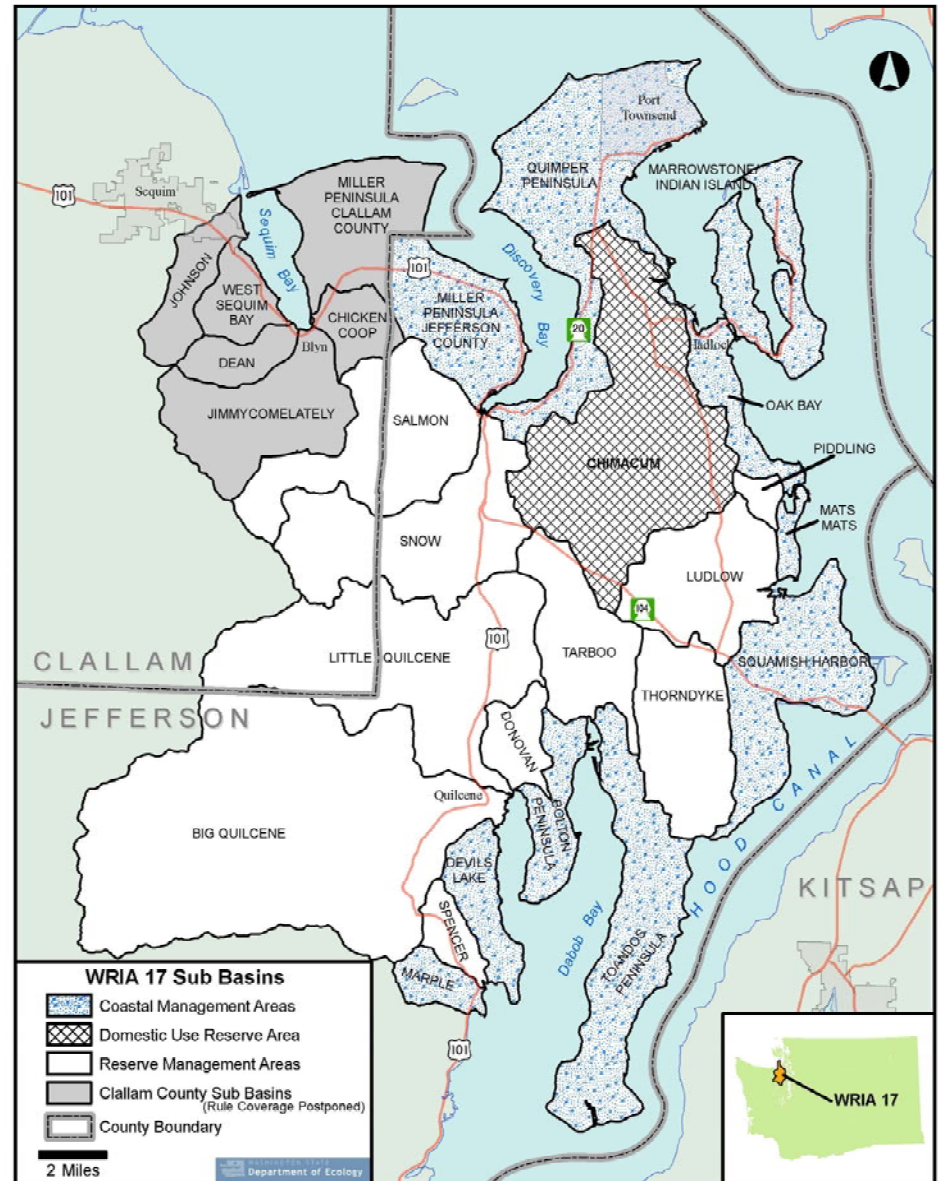 Port
Townsend
QUIMPER
PENINSULA
MARROWSTONE/
INDIAN ISLAND
MILLER
PENINSULA
CLALLAM
COUNTY
Sequim
101
Sequim Bay
JOHNSON
WEST
SEQUIM
BAY
CHICKEN
COOP
DEAN
Blyn
101
MILLER
PENINSULA
JEFFERSON
COUNTY
Discovery
Bay
20
Hadlock
OAK BAY
JIMMYCOMELATELY
SALMON
CHIMACUM
PIDDLING
MATS
MATS
SNOW
LUDLOW
104
101
LITTLE QUILCENE
TARBOO
SQUAMISH HARBOR
THORNDYKE
CLALLAM
JEFFERSON
DONOVAN
Quilcene
BOLTON
PENINSULA
BIG QUILCENE
DEVILS
LAKE
SPENCER
MARPLE
Dabob Bay
TOANDOS
PENINSULA
HOOD CANAL
KITSAP
101
WRIA 17 Sub Basins
Coastal Management Areas
Domestic Use Reserve Area
Reserve Management Areas
Clallam County Sub Basins
(Rule Coverage Postponed)
County Boundary
2 Miles
WASHINGTON STATE
Department of Ecology
WRIA 17